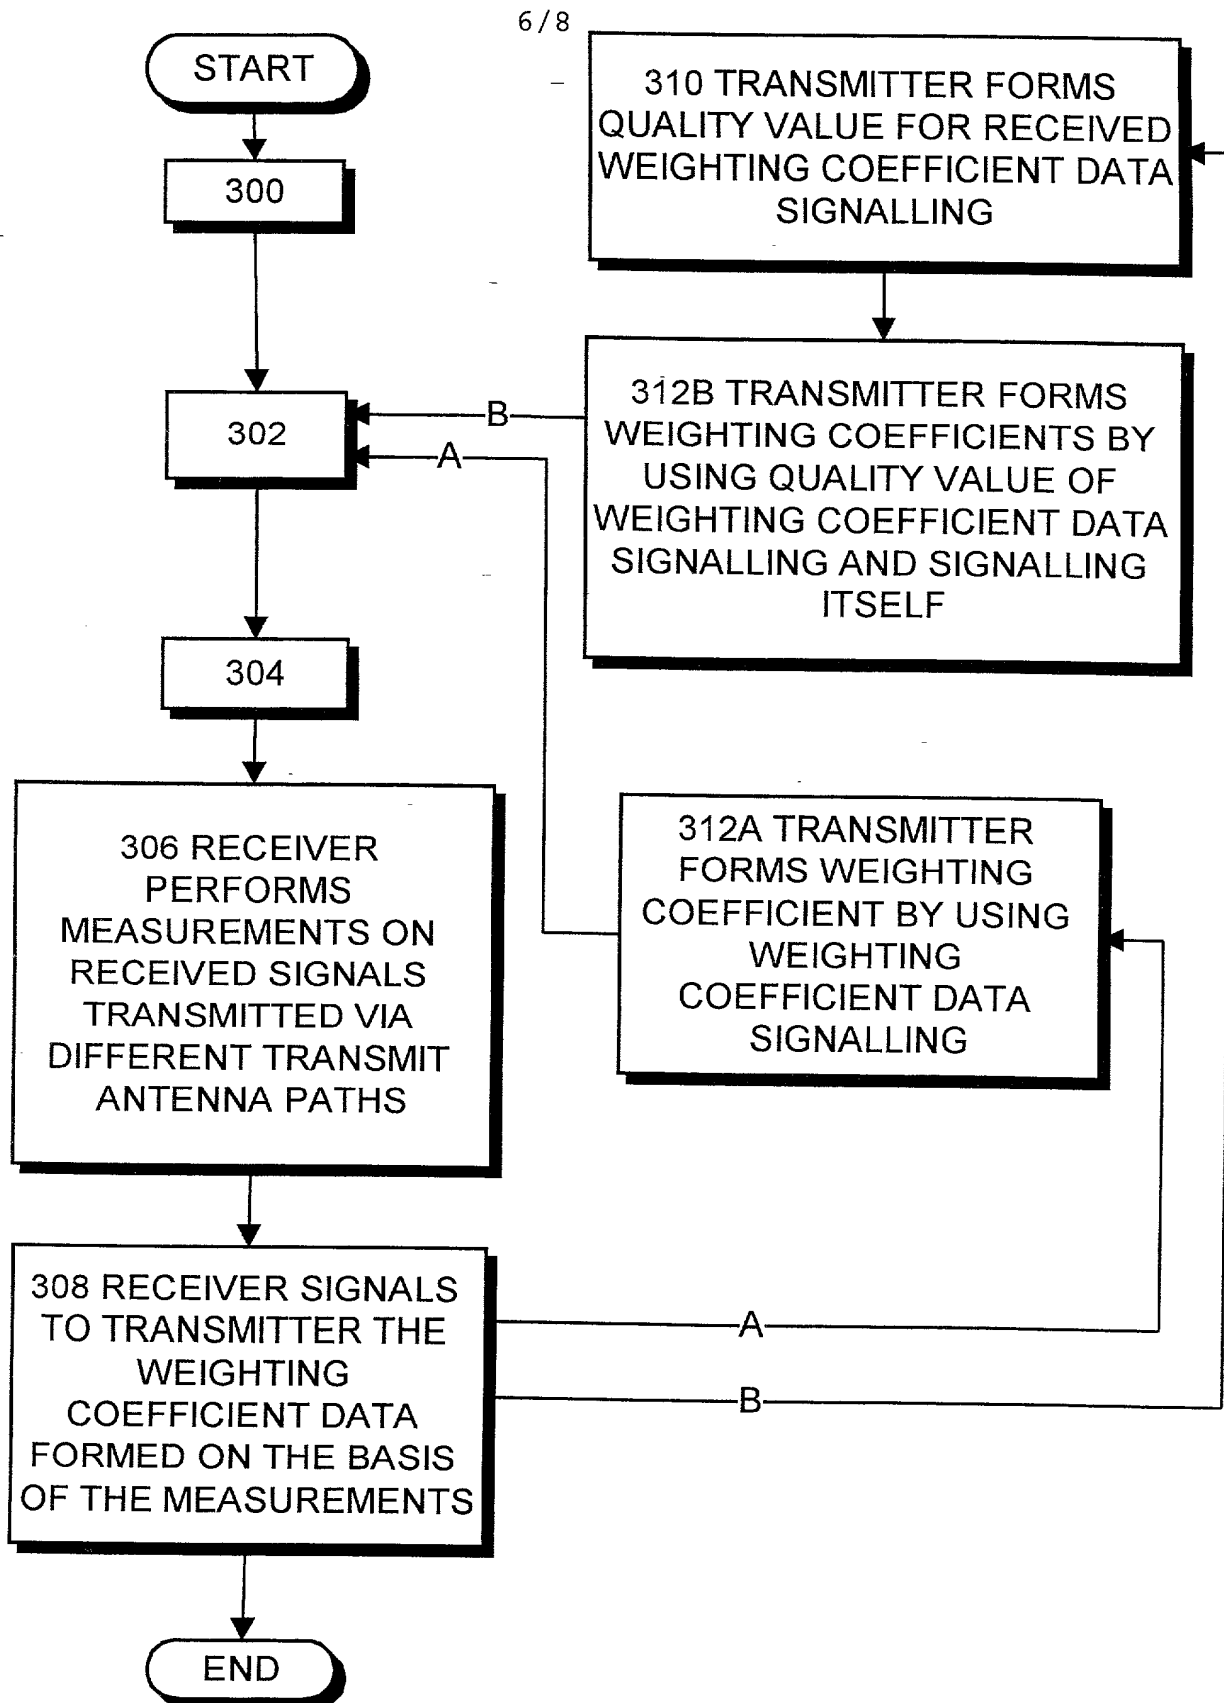 6/8
START
300
302
304
306 RECEIVER
PERFORMS
MEASUREMENTS ON
RECEIVED SIGNALS
TRANSMITTED VIA
DIFFERENT TRANSMIT
ANTENNA PATHS
308 RECEIVER SIGNALS
TO TRANSMITTER THE
WEIGHTING
COEFFICIENT DATA
FORMED ON THE BASIS
OF THE MEASUREMENTS
END
310 TRANSMITTER FORMS
QUALITY VALUE FOR RECEIVED
WEIGHTING COEFFICIENT DATA
SIGNALLING
312B TRANSMITTER FORMS
WEIGHTING COEFFICIENTS BY
USING QUALITY VALUE OF
WEIGHTING COEFFICIENT DATA
SIGNALLING AND SIGNALLING
ITSELF
B
A
312A TRANSMITTER
FORMS WEIGHTING
COEFFICIENT BY USING
WEIGHTING
COEFFICIENT DATA
SIGNALLING
A
B